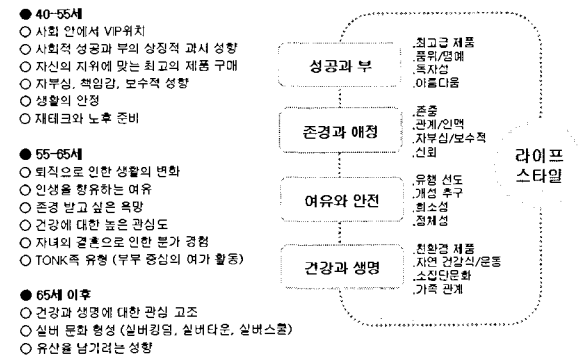 ● 40-55세
○ 사회 안에서 VIP위치
○ 사회적 성공과 부의 상징적 과시 성향
○ 자신의 지위에 맞는 최고의 제품 구매
○ 자부심, 책임감, 보수적 성향
○ 생활의 안정
○ 재테크와 노후 준비
● 55-65세
○ 퇴직으로 인한 생활의 변화
○ 인생을 향유하는 여유
○ 존경 받고 싶은 욕망
○ 건강에 대한 높은 관심도
○ 자녀의 결혼으로 인한 분가 경험
○ TONK족 유형 (부부 중심의 여가 활동)
● 65세 이후
○ 건강과 생명에 대한 관심 고조
○ 실버 문화 형성 (실버킹덤, 실버타운, 실버스쿨)
○ 유산을 남기려는 성향
성공과 부
.최고급 제품
.품위/명예
.독자성
.아름다움
존경과 애정
.존중
.관계/인맥
.자부심/보수적
.신뢰
여유와 안전
.유행 선도
.개성 추구
.희소성
.정체성
건강과 생명
.친환경 제품
.자연 건강식/운동
.소집단문화
.가족 관계
라이프
스타일